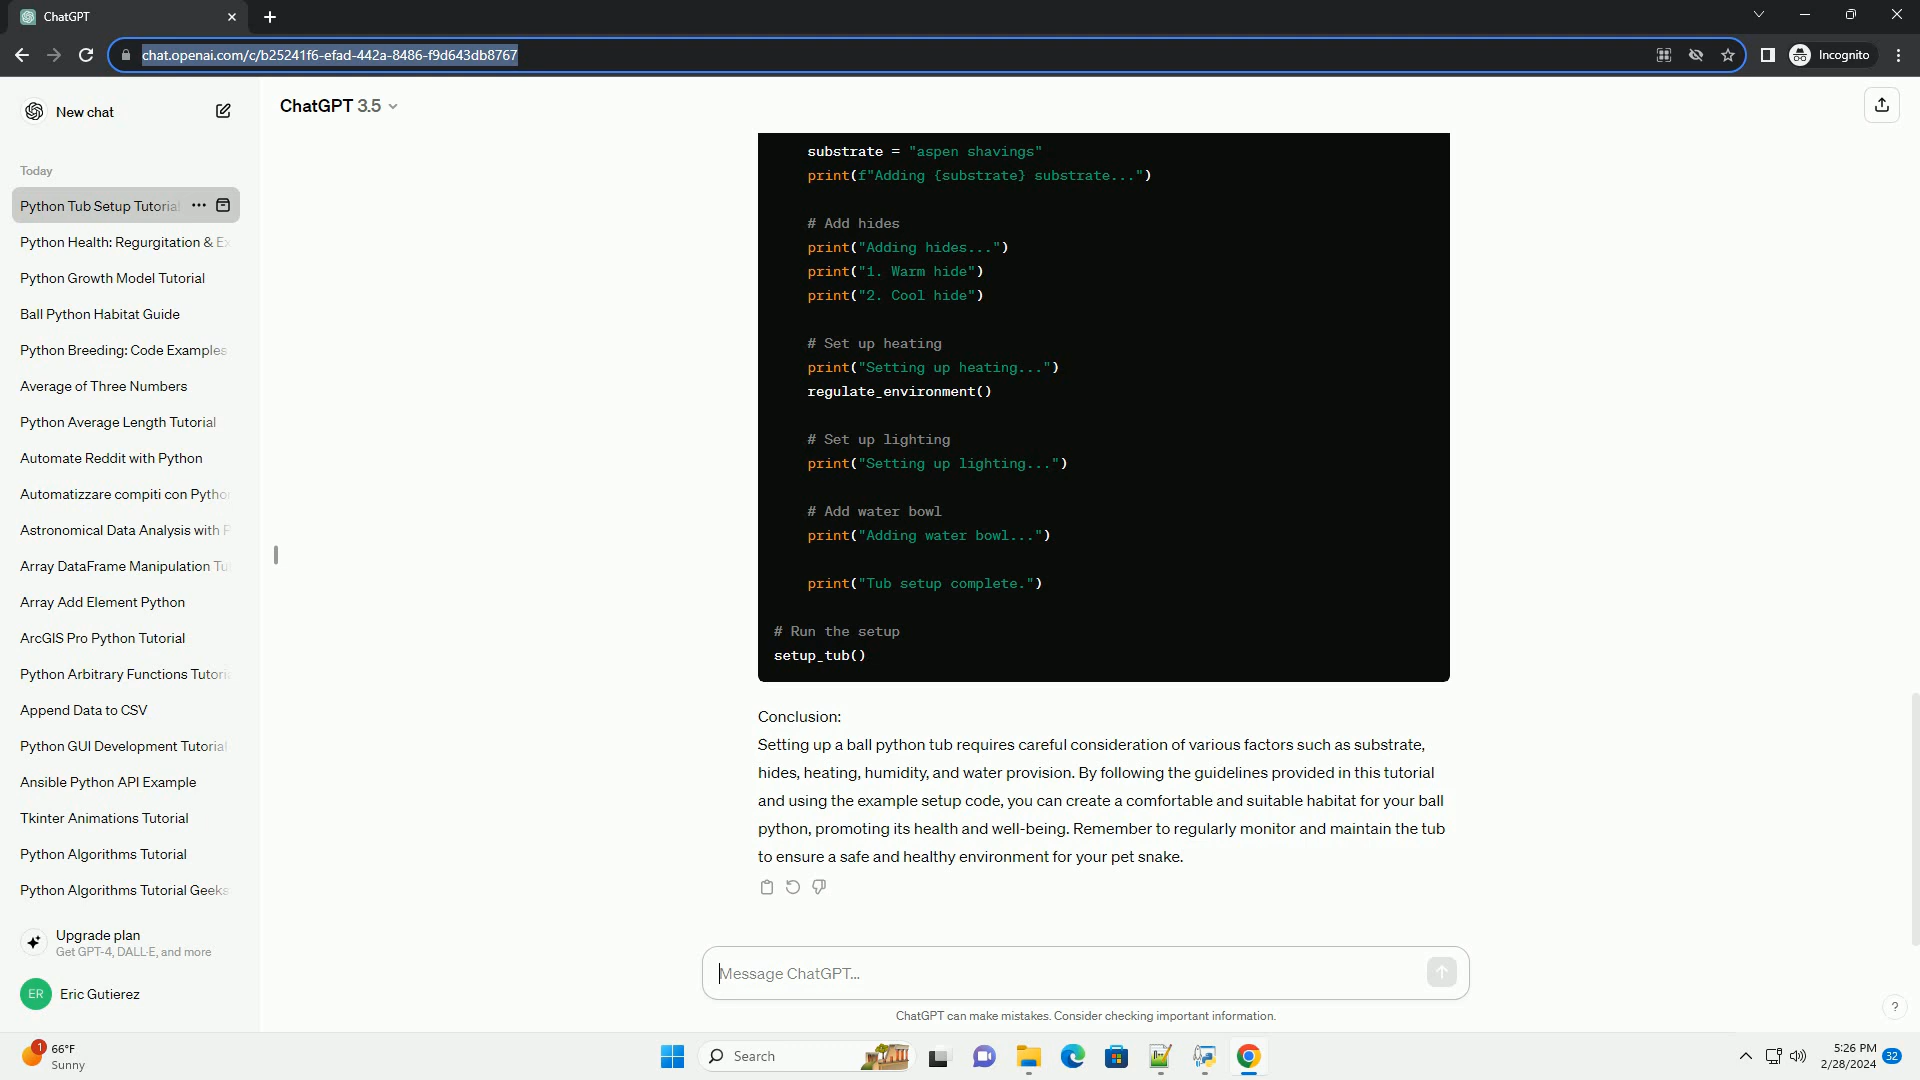 ChatGPT
chat.openai.com/c/b25241f6-efad-442a-8486-f9d643db8767
Incognito
New chat
ChatGPT 3.5
Today
Python Tub Setup Tutorial
Python Health: Regurgitation & Ex
Python Growth Model Tutorial
Ball Python Habitat Guide
Python Breeding: Code Examples
Average of Three Numbers
Python Average Length Tutorial
Automate Reddit with Python
Automatizzare compiti con Pytho
Astronomical Data Analysis with P
Array DataFrame Manipulation Tu
Array Add Element Python
ArcGIS Pro Python Tutorial
Python Arbitrary Functions Tutori
Append Data to CSV
Python GUI Development Tutorial
Ansible Python API Example
Tkinter Animations Tutorial
Python Algorithms Tutorial
Python Algorithms Tutorial Geeks
Upgrade plan
Get GPT-4, DALL·E, and more
ER
Eric Gutierez
substrate = "aspen shavings"
print(f"Adding {substrate} substrate...")
# Add hides
print("Adding hides...")
print("1. Warm hide")
print("2. Cool hide")
# Set up heating
print("Setting up heating...")
regulate_environment()
# Set up lighting
print("Setting up lighting...")
# Add water bowl
print("Adding water bowl...")
print("Tub setup complete.")
# Run the setup
setup_tub()
Conclusion:
Setting up a ball python tub requires careful consideration of various factors such as substrate,
hides, heating, humidity, and water provision. By following the guidelines provided in this tutorial
and using the example setup code, you can create a comfortable and suitable habitat for your ball
python, promoting its health and well-being. Remember to regularly monitor and maintain the tub
to ensure a safe and healthy environment for your pet snake.
Message ChatGPT...
ChatGPT can make mistakes. Consider checking important information.
?
1
66°F
Sunny
Search
5:26 PM
2/28/2024
32